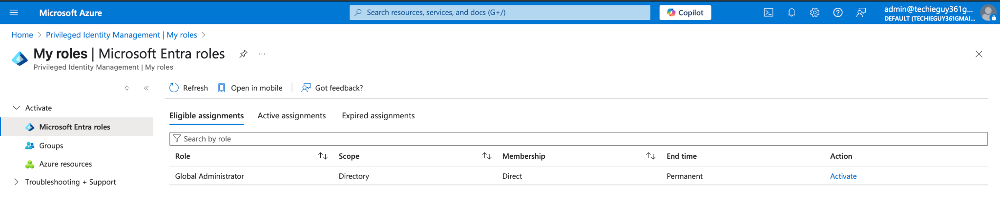 Microsoft Azure
Search resources, services, and docs (G+/)
Copilot
admin@techieguy361g...
DEFAULT (TECHIEGUY361GMAI...
Home > Privileged Identity Management | My roles >
My roles | Microsoft Entra roles
...
Privileged Identity Management | My roles
Refresh
Open in mobile
Got feedback?
Activate
Microsoft Entra roles
Groups
Azure resources
Troubleshooting + Support
Eligible assignments
Active assignments
Expired assignments
Search by role
Role Scope Membership End time Action
Global Administrator Directory Direct Permanent Activate